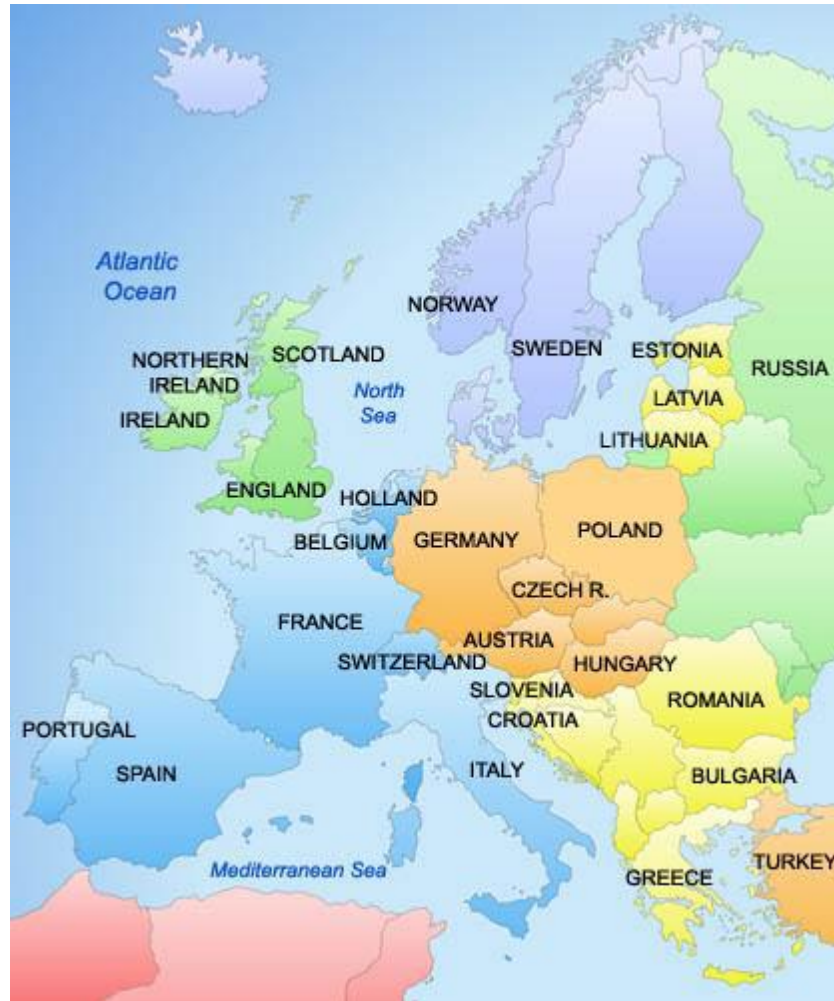 Atlantic
Ocean
NORWAY
SWEDEN
ESTONIA
RUSSIA
NORTHERN
IRELAND
SCOTLAND
North
Sea
LATVIA
IRELAND
LITHUANIA
ENGLAND
HOLLAND
BELGIUM
GERMANY
POLAND
CZECH R.
FRANCE
AUSTRIA
SWITZERLAND
HUNGARY
SLOVENIA
ROMANIA
CROATIA
PORTUGAL
SPAIN
ITALY
BULGARIA
Mediterranean Sea
GREECE
TURKEY